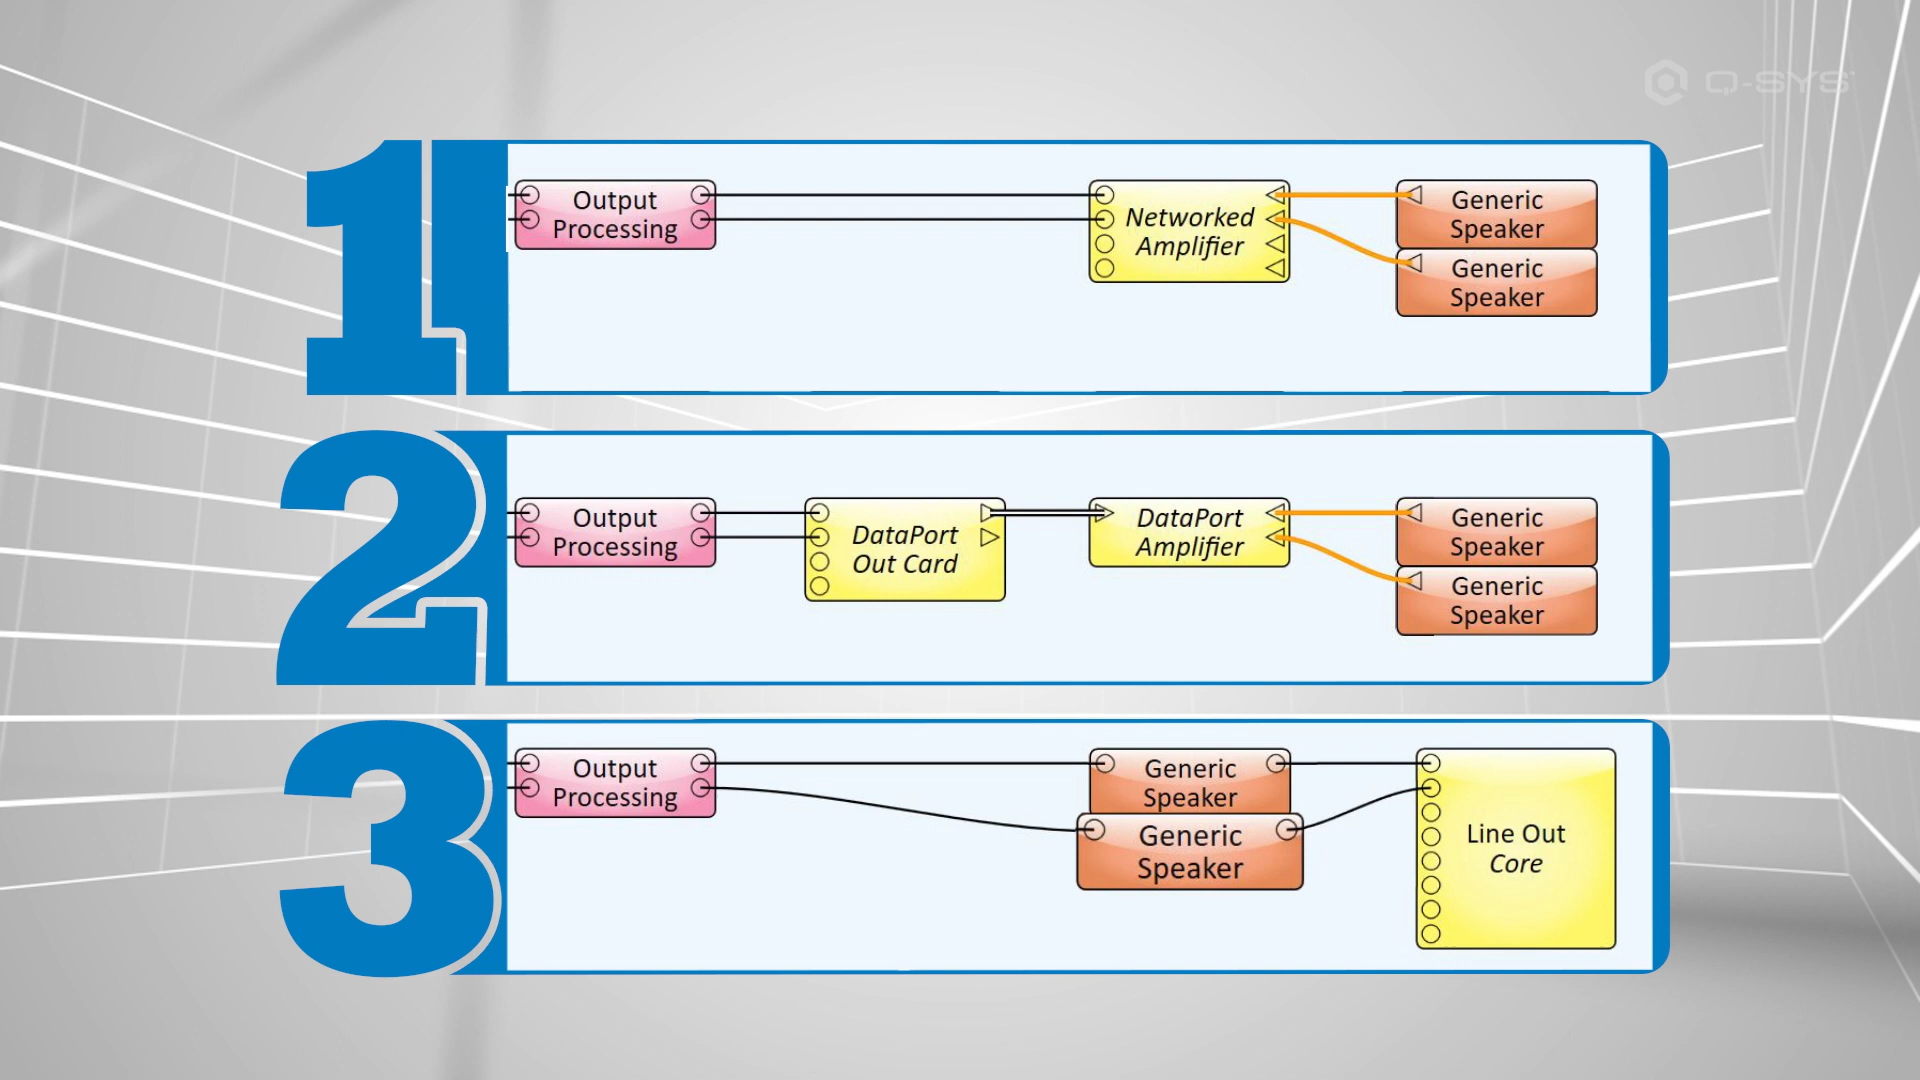 Q-SYS
1
Output
Processing
Networked
Amplifier
Generic
Speaker
Generic
Speaker
2
Output
Processing
DataPort
Out Card
DataPort
Amplifier
Generic
Speaker
Generic
Speaker
3
Output
Processing
Generic
Speaker
Generic
Speaker
Line Out
Core